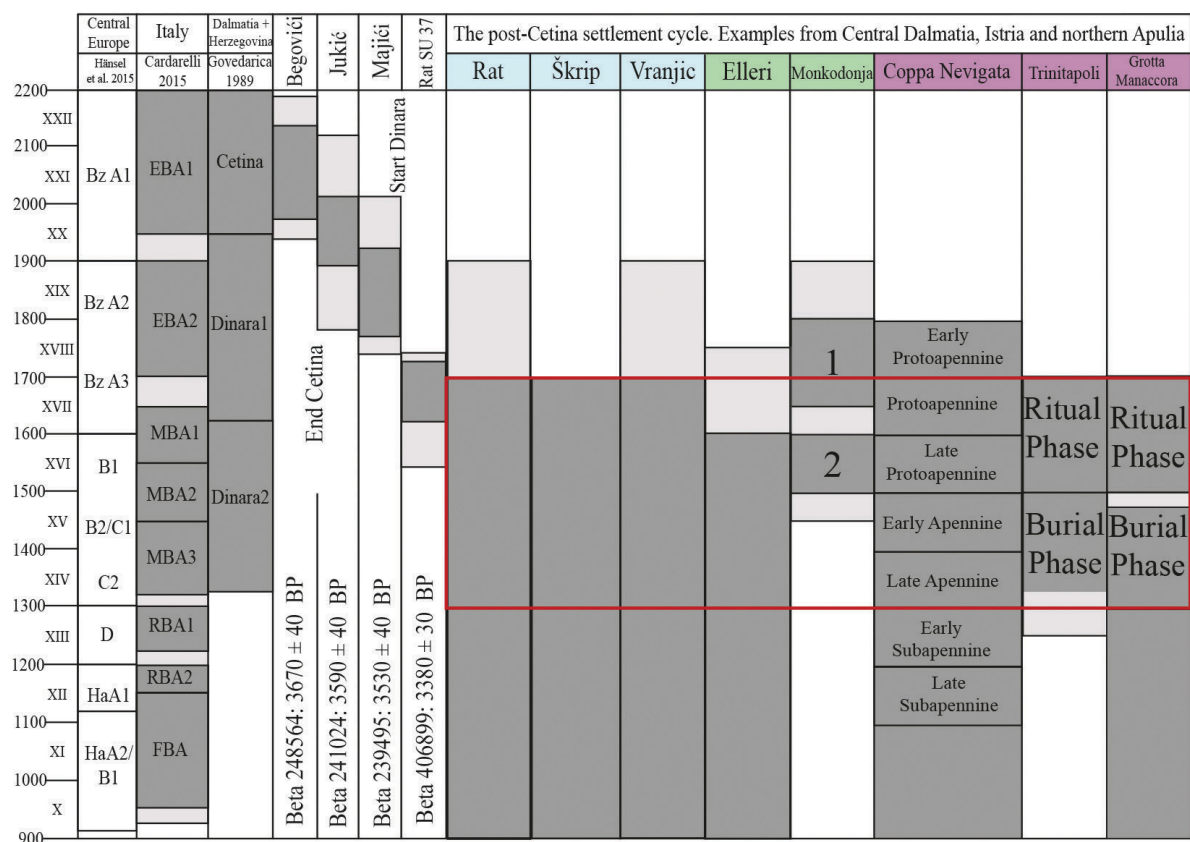 Central
Europe
Italy
Dalmatia +
Herzegovina
Begovići
Jukić
Majići
Rat SU 37
The post-Cetina settlement cycle. Examples from Central Dalmatia, Istria and northern Apulia
Hänsel
et al. 2015
Cardarelli
2015
Govedarica
1989
Rat
Škrip
Vranjic
Elleri
Monkodonja
Coppa Nevigata
Trinitapoli
Grotta
Manaccora
2200
XXII
2100
XXI
2000
XX
1900
XIX
1800
XVIII
1700
XVII
1600
XVI
1500
XV
1400
XIV
1300
XIII
1200
XII
1100
XI
1000
X
900
Bz A1
Bz A2
Bz A3
B1
B2/C1
C2
D
HaA1
HaA2/
B1
EBA1
EBA2
MBA1
MBA2
MBA3
RBA1
RBA2
FBA
Cetina
Dinara1
Dinara2
End Cetina
Start Dinara
Beta 248564: 3670 ± 40 BP
Beta 241024: 3590 ± 40 BP
Beta 239495: 3530 ± 40 BP
Beta 406899: 3380 ± 30 BP
1
2
Early
Protoapennine
Protoapennine
Late
Protoapennine
Early Apennine
Late Apennine
Early
Subapennine
Late
Subapennine
Ritual
Phase
Burial
Phase
Ritual
Phase
Burial
Phase